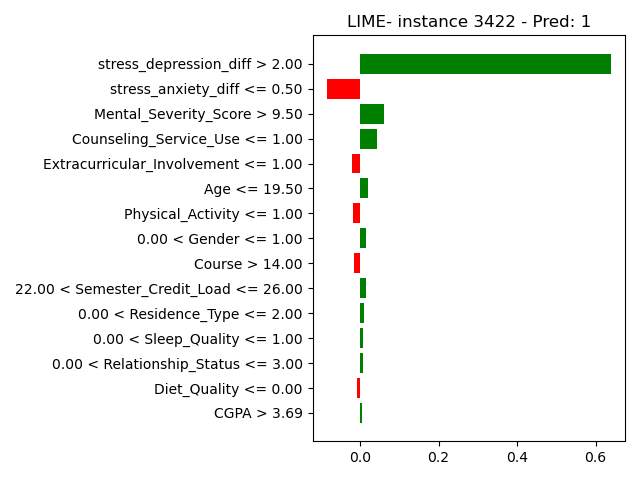 LIME- instance 3422 - Pred: 1
stress_depression_diff > 2.00
stress_anxiety_diff <= 0.50
Mental_Severity_Score > 9.50
Counseling_Service_Use <= 1.00
Extracurricular_Involvement <= 1.00
Age <= 19.50
Physical_Activity <= 1.00
0.00 < Gender <= 1.00
Course > 14.00
22.00 < Semester_Credit_Load <= 26.00
0.00 < Residence_Type <= 2.00
0.00 < Sleep_Quality <= 1.00
0.00 < Relationship_Status <= 3.00
Diet_Quality <= 0.00
CGPA > 3.69
0.0 0.2 0.4 0.6